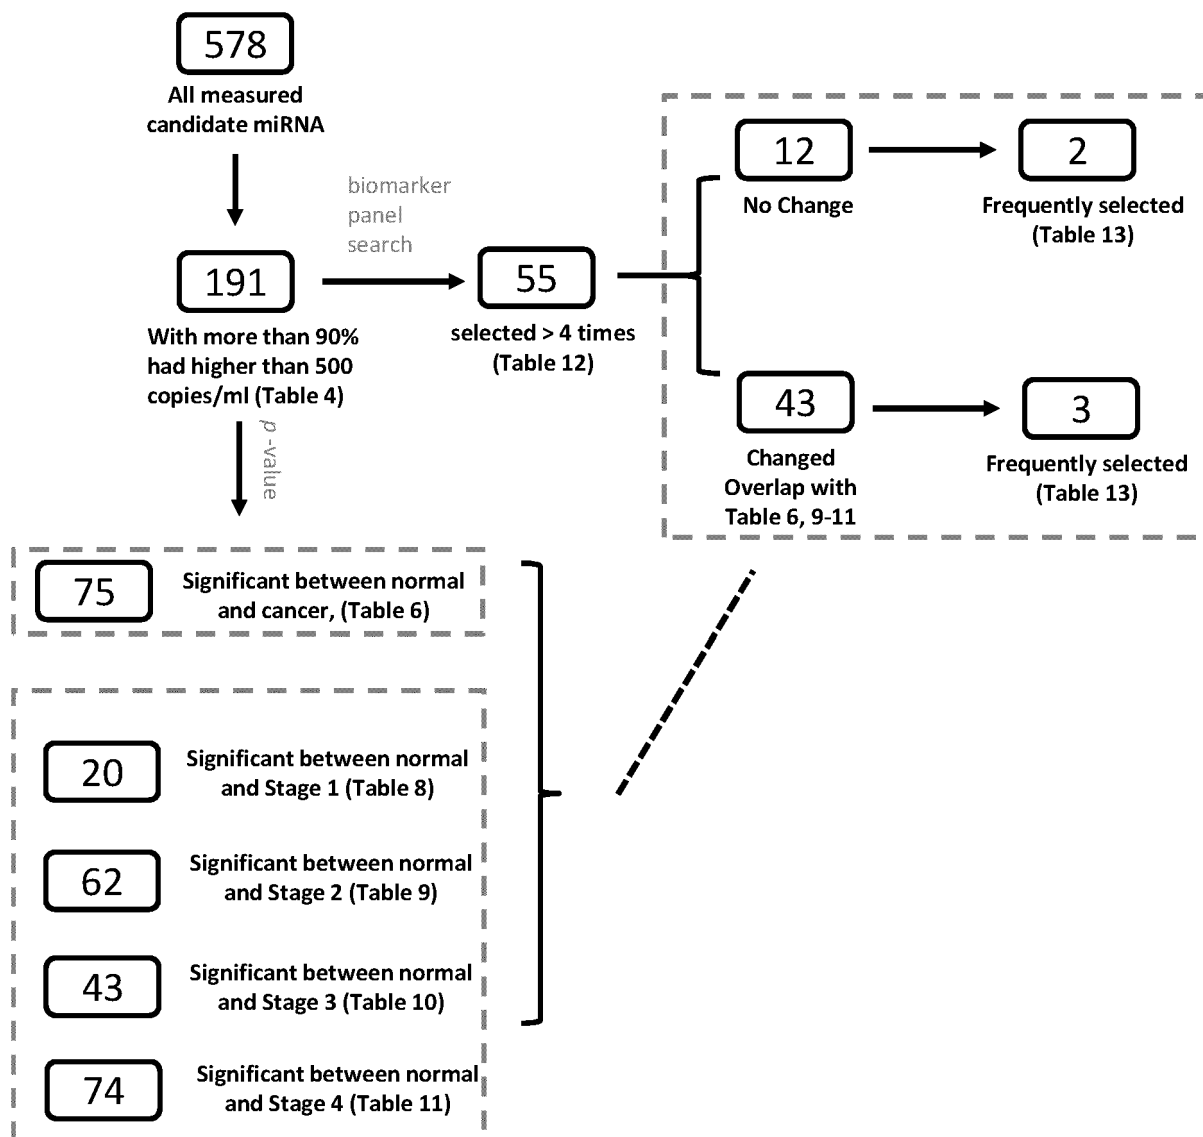 578
All measured
candidate miRNA
biomarker
panel
search
191
With more than 90%
had higher than 500
copies/ml (Table 4)
p -value
55
selected > 4 times
(Table 12)
12
No Change
2
Frequently selected
(Table 13)
43
Changed
Overlap with
Table 6, 9-11
3
Frequently selected
(Table 13)
75
Significant between normal
and cancer, (Table 6)
20
Significant between normal
and Stage 1 (Table 8)
62
Significant between normal
and Stage 2 (Table 9)
43
Significant between normal
and Stage 3 (Table 10)
74
Significant between normal
and Stage 4 (Table 11)